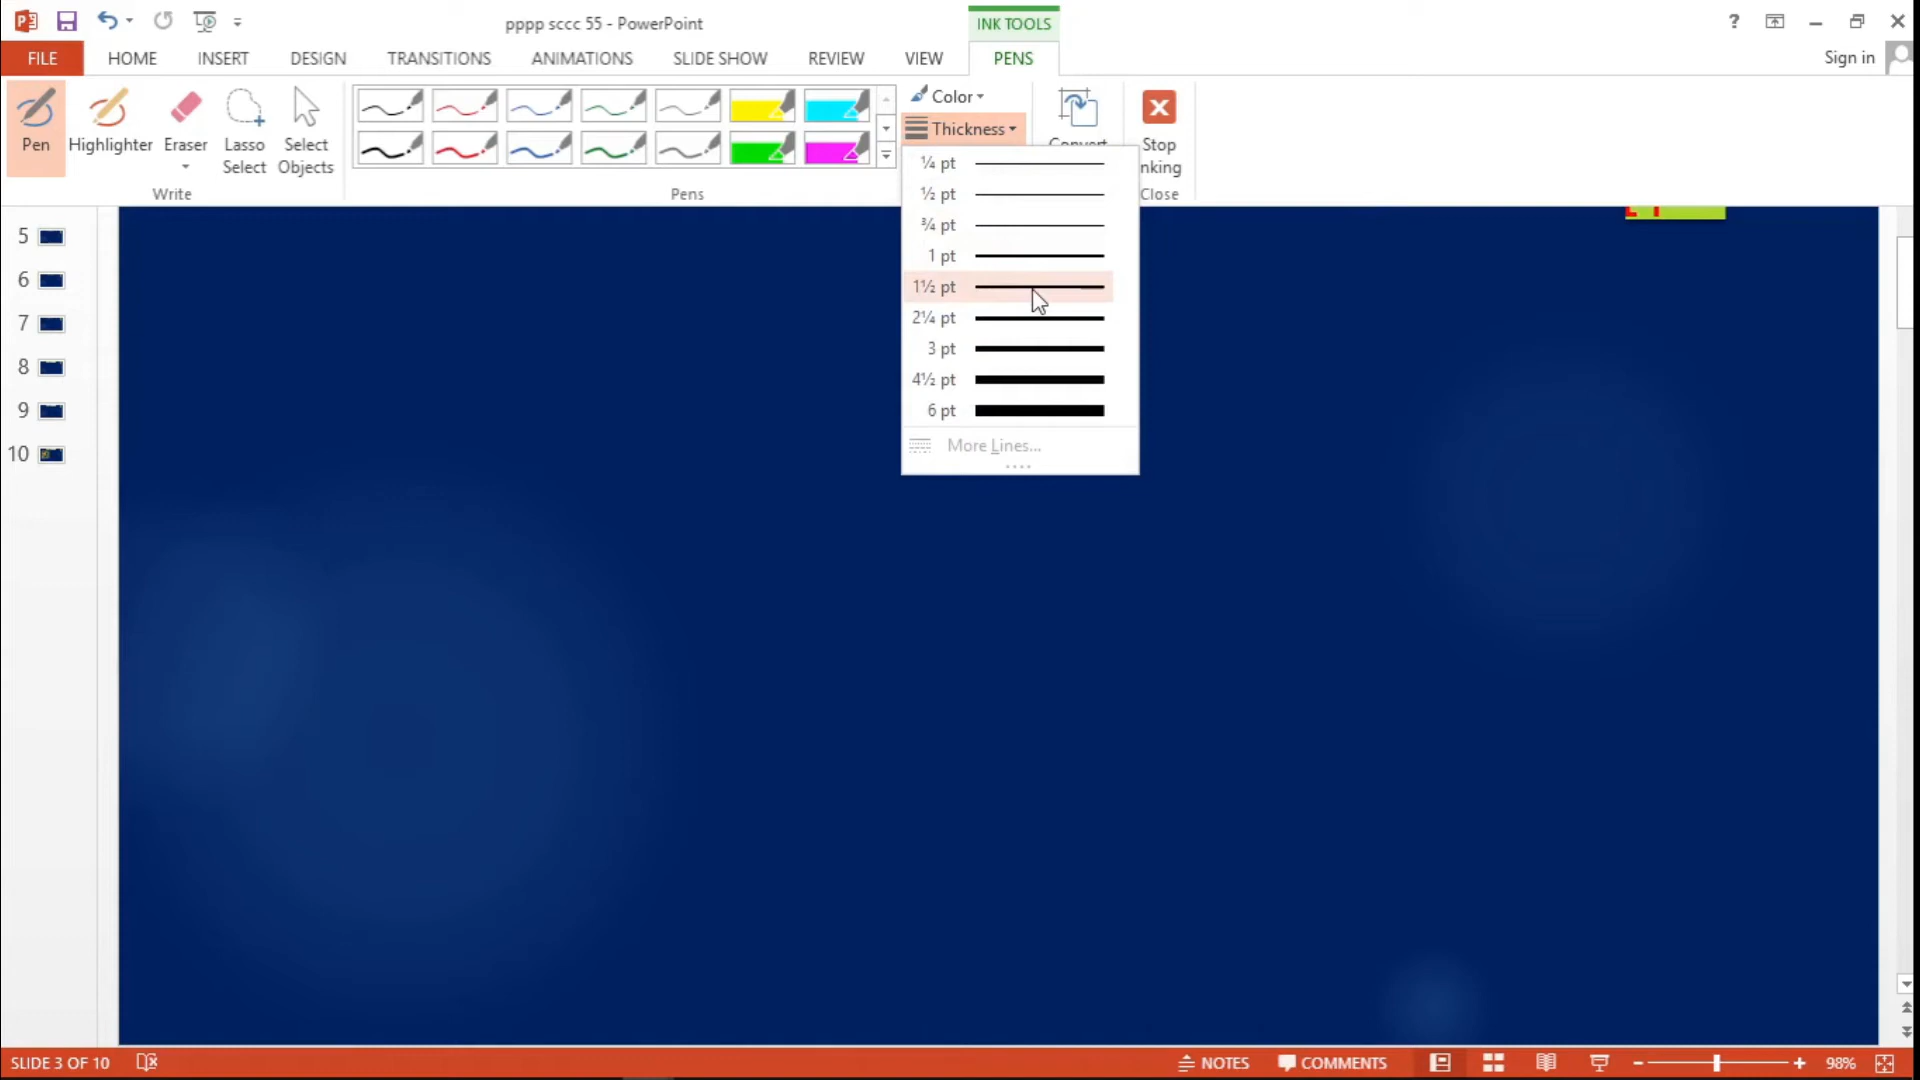 pppp sccc 55 - PowerPoint
INK TOOLS
?
FILE
HOME
INSERT
DESIGN
TRANSITIONS
ANIMATIONS
SLIDE SHOW
REVIEW
VIEW
PENS
Sign in
Pen
Highlighter
Eraser
Lasso
Select
Select
Objects
Color
Thickness
Convert
Stop
nking
Write
Pens
Close
¼ pt
½ pt
¾ pt
1 pt
1½ pt
2¼ pt
3 pt
4½ pt
6 pt
More Lines...
5
6
7
8
9
10
SLIDE 3 OF 10
NOTES
COMMENTS
98%